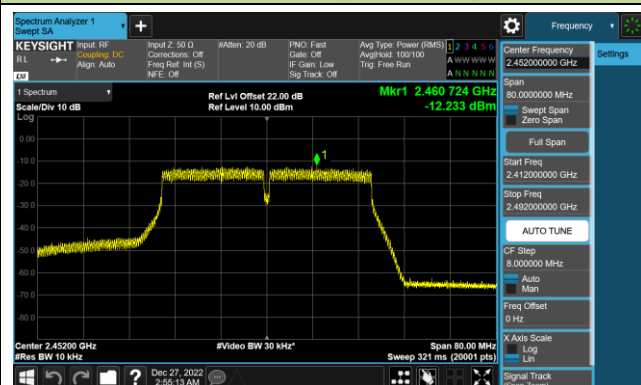 Spectrum Analyzer 1
Swept SA
+
Frequency
KEYSIGHT
R L
LXI
Input: RF
Coupling: DC
Align: Auto
Input Z: 50 Ω
Corrections: Off
Freq Ref: Int (S)
NFE: Off
#Atten: 20 dB
PNO: Fast
Gate: Off
IF Gain: Low
Sig Track: Off
Avg Type: Power (RMS)
Avg|Hold: 100/100
Trig: Free Run
1 2 3 4 5 6
A W W W W W
A N N N N N
1 Spectrum
Scale/Div 10 dB
Log
Ref Lvl Offset 22.00 dB
Ref Level 10.00 dBm
Mkr1 2.460 724 GHz
-12.233 dBm
0.00
-10.0
-20.0
-30.0
-40.0
-50.0
-60.0
-70.0
-80.0
1
Center 2.45200 GHz
#Res BW 10 kHz
#Video BW 30 kHz*
Span 80.00 MHz
Sweep 321 ms (20001 pts)
Center Frequency
2.452000000 GHz
Settings
Span
80.0000000 MHz
Swept Span
Zero Span
Full Span
Start Freq
2.412000000 GHz
Stop Freq
2.492000000 GHz
AUTO TUNE
CF Step
8.000000 MHz
Auto
Man
Freq Offset
0 Hz
X Axis Scale
Log
Lin
Signal Track
(Span Zoom)
?
Dec 27, 2022
2:55:13 AM